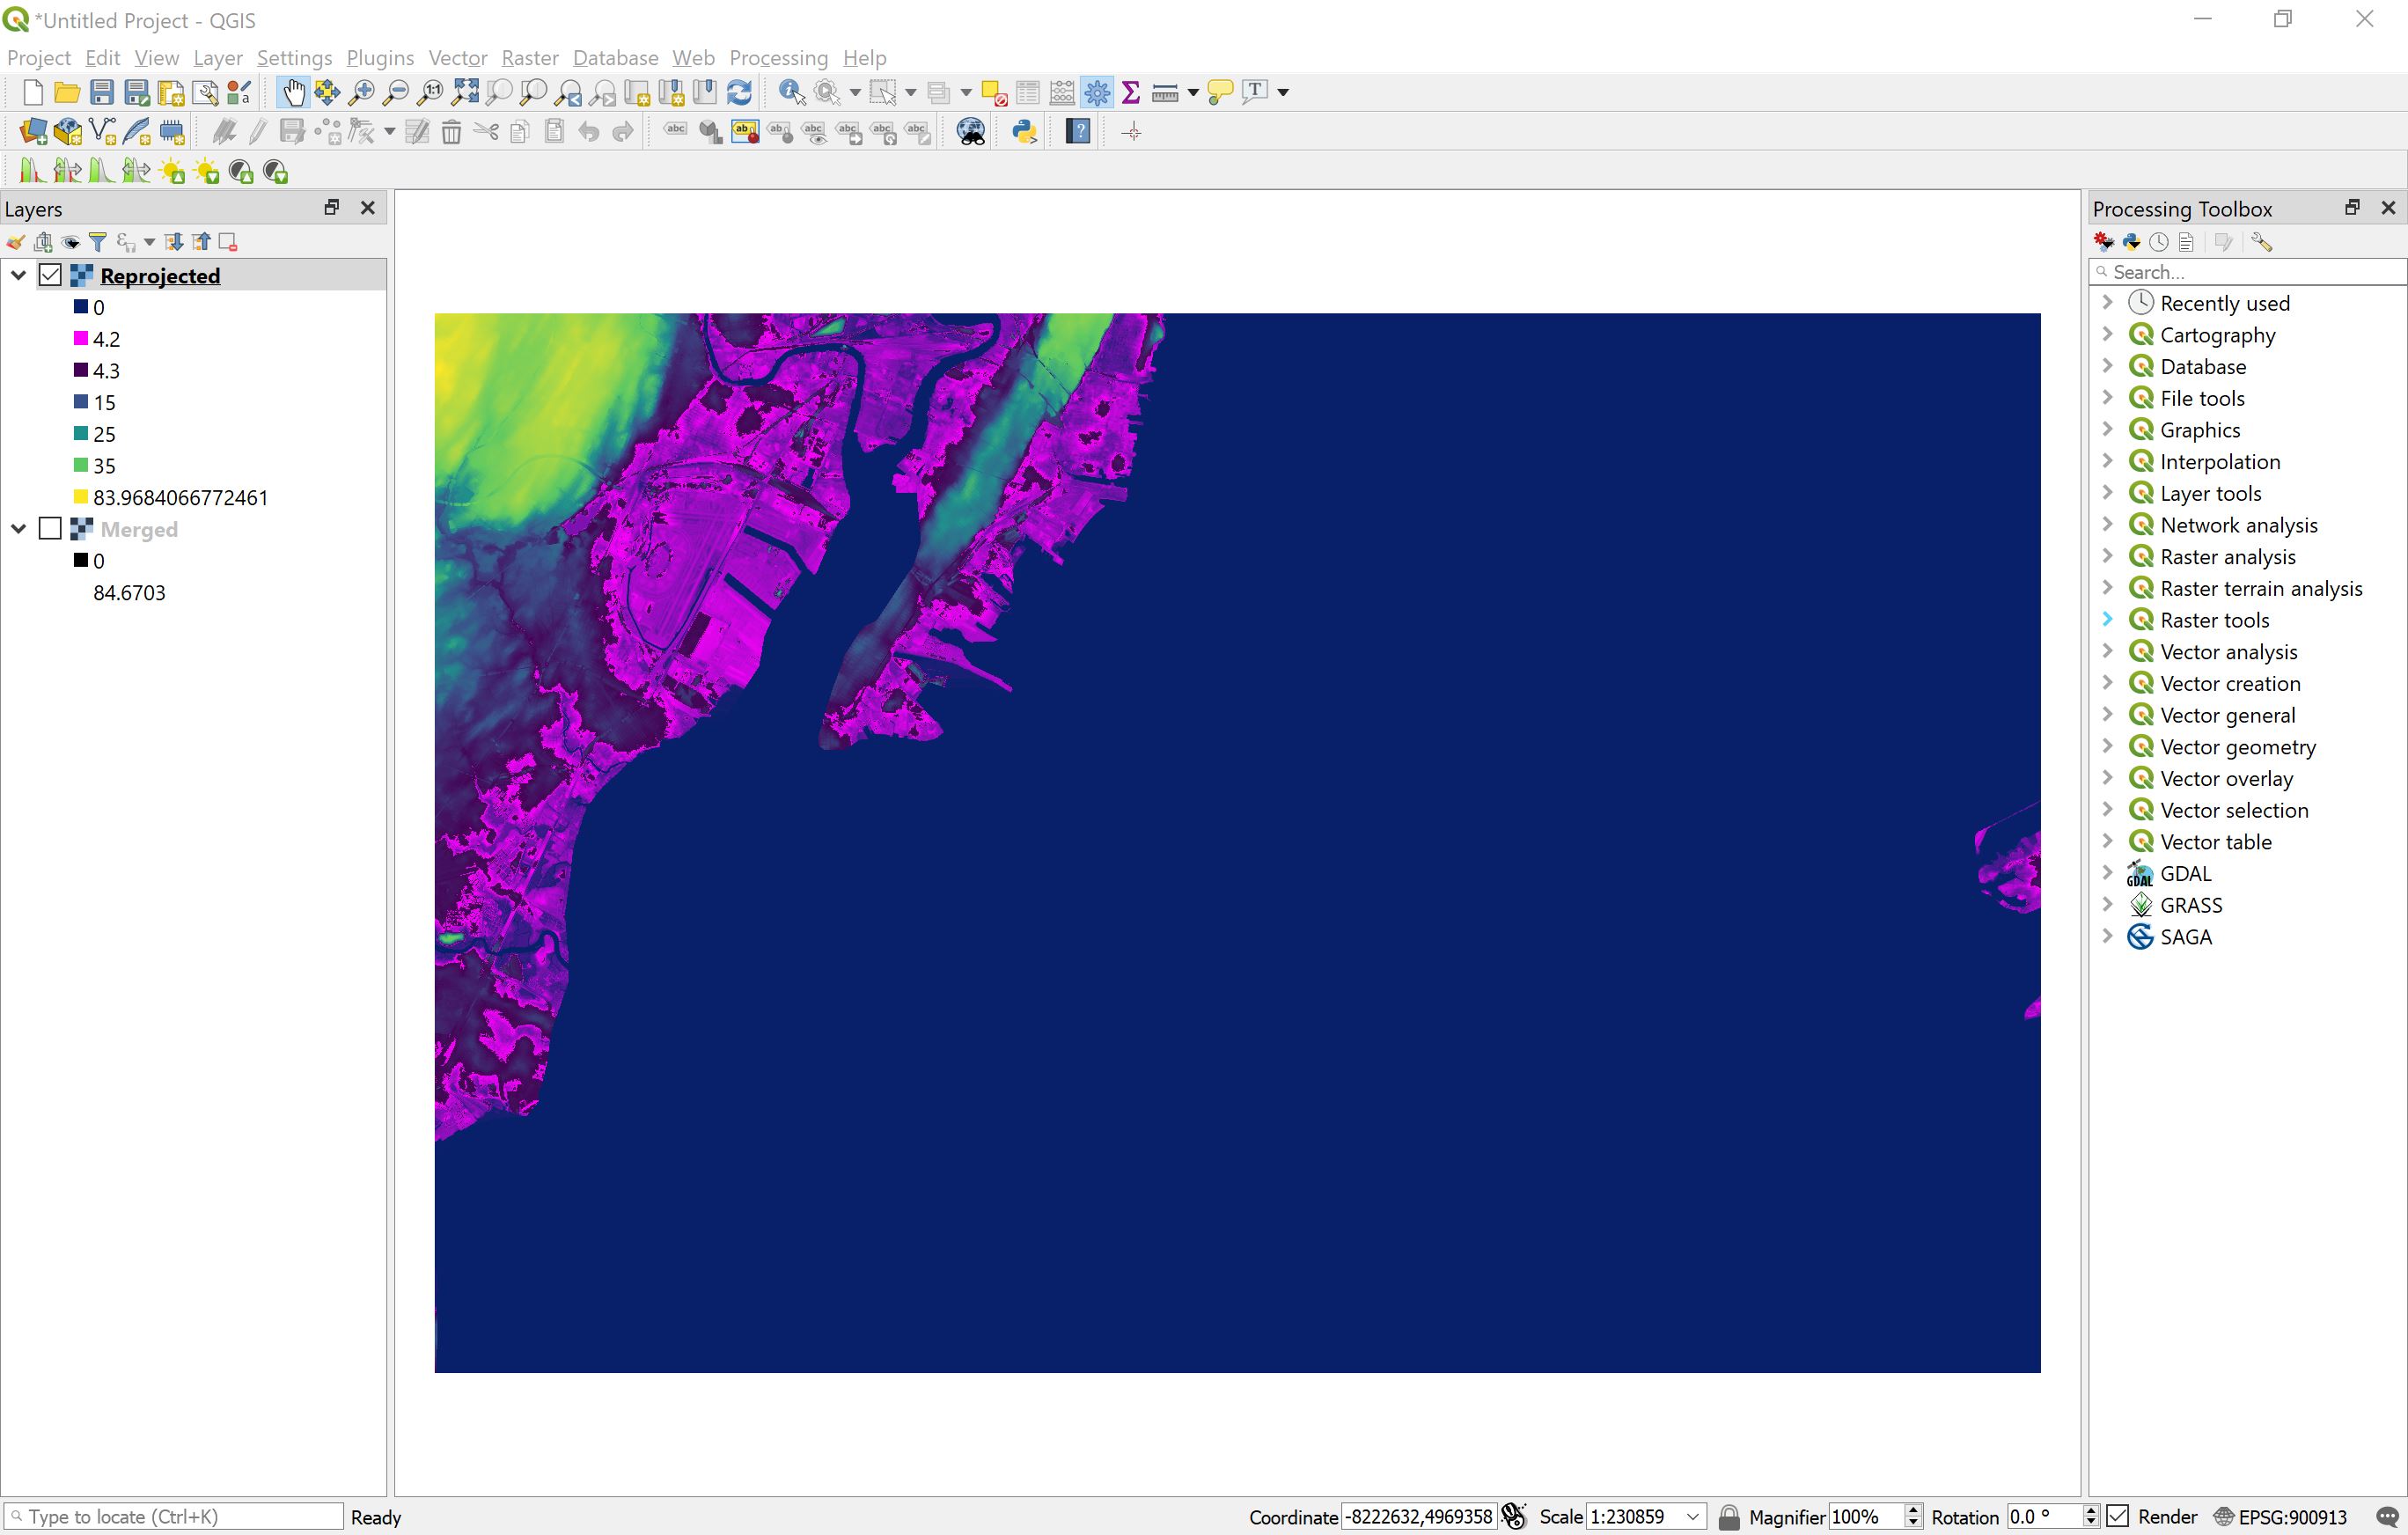 *Untitled Project - QGIS
Project Edit View Layer Settings Plugins Vector Raster Database Web Processing Help
Layers
Reprojected
0
4.2
4.3
15
25
35
83.9684066772461
Merged
0
84.6703
Processing Toolbox
Search...
Recently used
Cartography
Database
File tools
Graphics
Interpolation
Layer tools
Network analysis
Raster analysis
Raster terrain analysis
Raster tools
Vector analysis
Vector creation
Vector general
Vector geometry
Vector overlay
Vector selection
Vector table
GDAL
GRASS
SAGA
Type to locate (Ctrl+K) Ready Coordinate -8222632,4969358 Scale 1:230859 Magnifier 100% Rotation 0.0 ° Render EPSG:900913